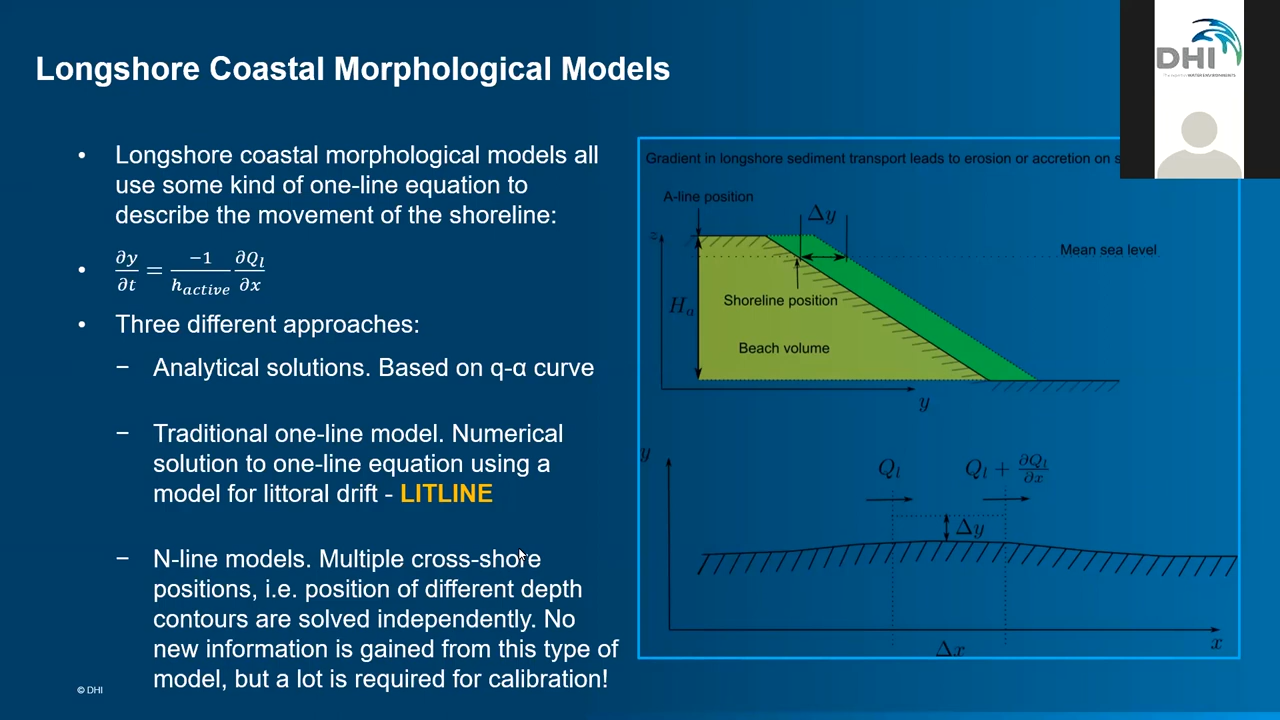 Longshore Coastal Morphological Models
DHI
• Longshore coastal morphological models all
use some kind of one-line equation to
describe the movement of the shoreline:
• ∂y/∂t = −1/h_active ∂Q_l/∂x
• Three different approaches:
− Analytical solutions. Based on q-α curve
− Traditional one-line model. Numerical
solution to one-line equation using a
model for littoral drift - LITLINE
− N-line models. Multiple cross-shore
positions, i.e. position of different depth
contours are solved independently. No
new information is gained from this type of
model, but a lot is required for calibration!
Gradient in longshore sediment transport leads to erosion or accretion on
A-line position
Δy
z
Mean sea level
H_a
Shoreline position
Beach volume
y
y
Q_l
Q_l + ∂Q_l/∂x
Δy
Δx
x
© DHI